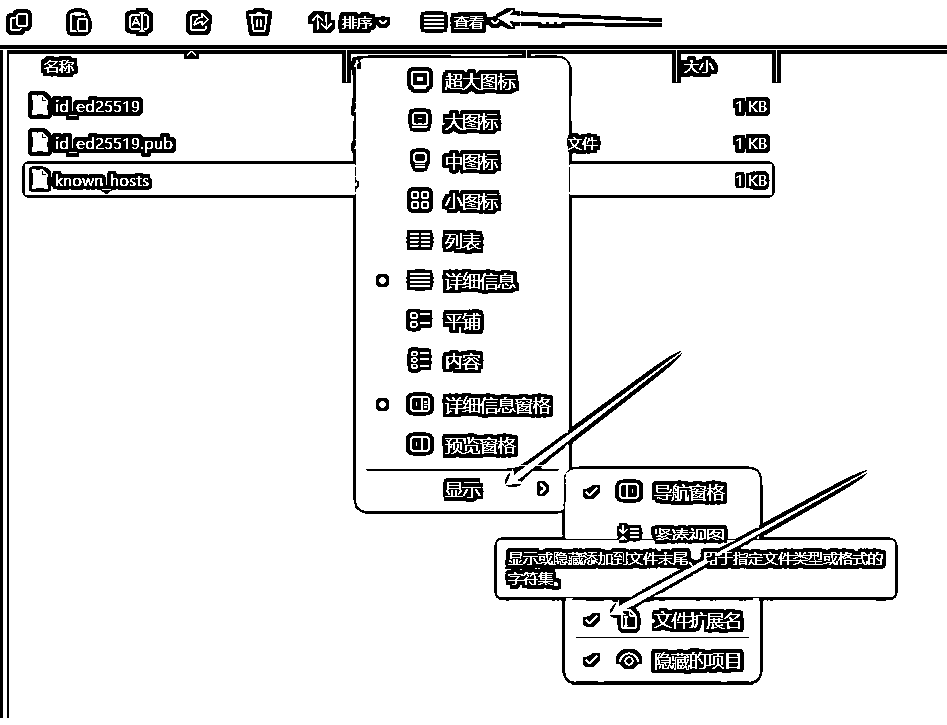 排序 查看
名称 大小
id_ed25519 1 KB
id_ed25519.pub 文件 1 KB
known_hosts 1 KB
超大图标
大图标
中图标
小图标
列表
详细信息
平铺
内容
详细信息窗格
预览窗格
显示
导航窗格
紧凑视图
显示或隐藏添加到文件末尾、用于指定文件类型或格式的
字符集。
文件扩展名
隐藏的项目